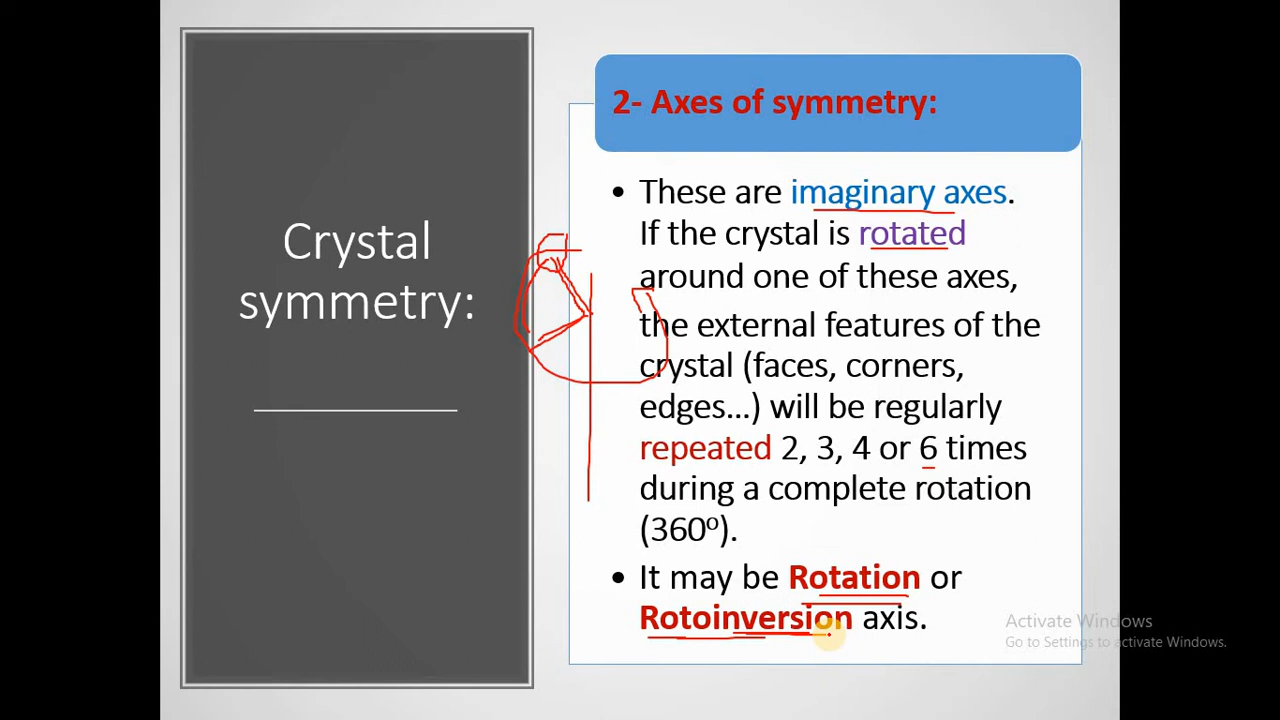 Crystal
symmetry:
2- Axes of symmetry:
• These are imaginary axes.
If the crystal is rotated
around one of these axes,
the external features of the
crystal (faces, corners,
edges...) will be regularly
repeated 2, 3, 4 or 6 times
during a complete rotation
(360º).
• It may be Rotation or
Rotoinversion axis.
Activate Windows
Go to Settings to activate Windows.